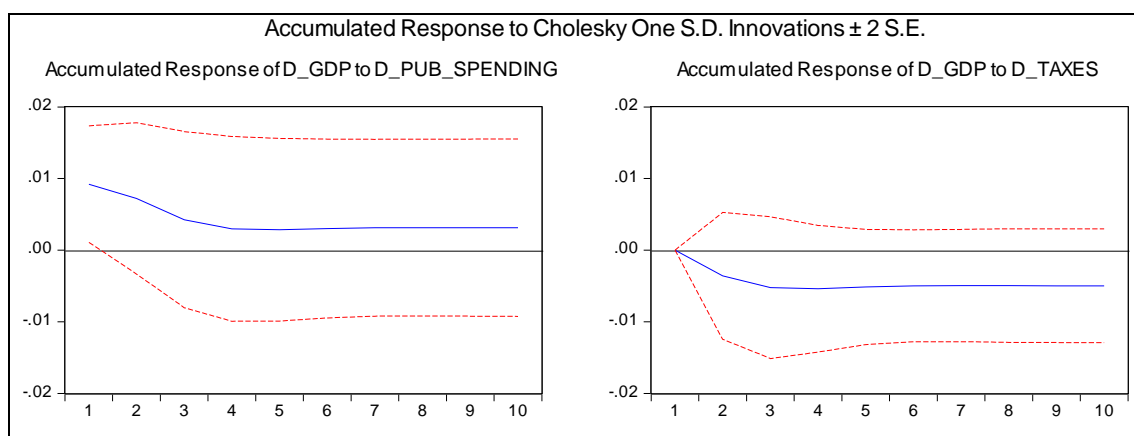 Accumulated Response to Cholesky One S.D. Innovations ± 2 S.E.
Accumulated Response of D_GDP to D_PUB_SPENDING
.02
.01
.00
-.01
-.02
1 2 3 4 5 6 7 8 9 10
Accumulated Response of D_GDP to D_TAXES
.02
.01
.00
-.01
-.02
1 2 3 4 5 6 7 8 9 10